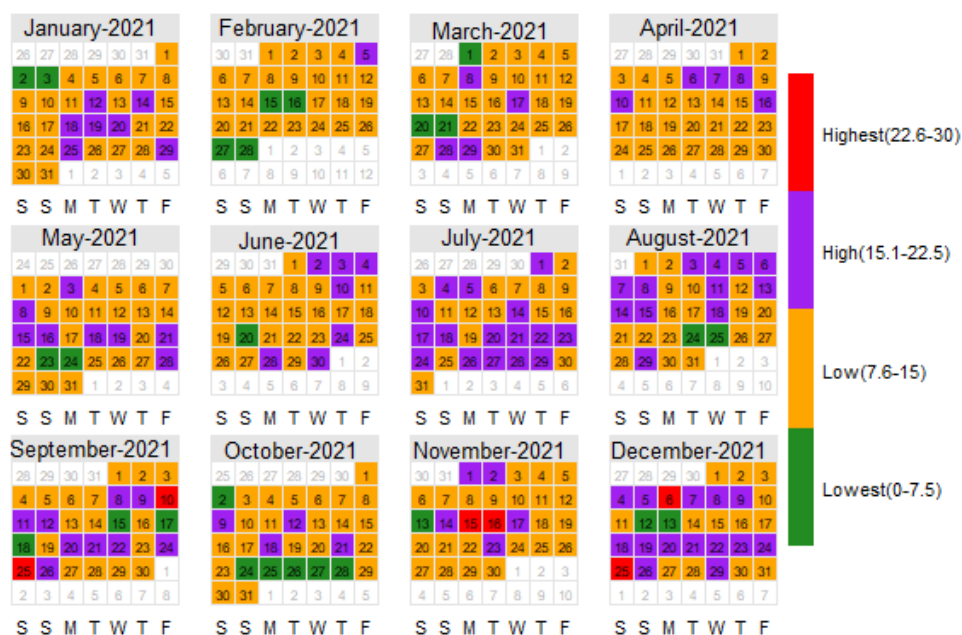 January-2021
26 27 28 29 30 31 1
2 3 4 5 6 7 8
9 10 11 12 13 14 15
16 17 18 19 20 21 22
23 24 25 26 27 28 29
30 31 1 2 3 4 5
S S M T W T F
February-2021
30 31 1 2 3 4 5
6 7 8 9 10 11 12
13 14 15 16 17 18 19
20 21 22 23 24 25 26
27 28 1 2 3 4 5
6 7 8 9 10 11 12
S S M T W T F
March-2021
27 28 1 2 3 4 5
6 7 8 9 10 11 12
13 14 15 16 17 18 19
20 21 22 23 24 25 26
27 28 29 30 31 1 2
3 4 5 6 7 8 9
S S M T W T F
April-2021
27 28 29 30 31 1 2
3 4 5 6 7 8 9
10 11 12 13 14 15 16
17 18 19 20 21 22 23
24 25 26 27 28 29 30
1 2 3 4 5 6 7
S S M T W T F
May-2021
24 25 26 27 28 29 30
1 2 3 4 5 6 7
8 9 10 11 12 13 14
15 16 17 18 19 20 21
22 23 24 25 26 27 28
29 30 31 1 2 3 4
S S M T W T F
June-2021
29 30 31 1 2 3 4
5 6 7 8 9 10 11
12 13 14 15 16 17 18
19 20 21 22 23 24 25
26 27 28 29 30 1 2
3 4 5 6 7 8 9
S S M T W T F
July-2021
26 27 28 29 30 1 2
3 4 5 6 7 8 9
10 11 12 13 14 15 16
17 18 19 20 21 22 23
24 25 26 27 28 29 30
31 1 2 3 4 5 6
S S M T W T F
August-2021
31 1 2 3 4 5 6
7 8 9 10 11 12 13
14 15 16 17 18 19 20
21 22 23 24 25 26 27
28 29 30 31 1 2 3
4 5 6 7 8 9 10
S S M T W T F
September-2021
28 29 30 31 1 2 3
4 5 6 7 8 9 10
11 12 13 14 15 16 17
18 19 20 21 22 23 24
25 26 27 28 29 30 1
2 3 4 5 6 7 8
S S M T W T F
October-2021
25 26 27 28 29 30 1
2 3 4 5 6 7 8
9 10 11 12 13 14 15
16 17 18 19 20 21 22
23 24 25 26 27 28 29
30 31 1 2 3 4 5
S S M T W T F
November-2021
30 31 1 2 3 4 5
6 7 8 9 10 11 12
13 14 15 16 17 18 19
20 21 22 23 24 25 26
27 28 29 30 1 2 3
4 5 6 7 8 9 10
S S M T W T F
December-2021
27 28 29 30 1 2 3
4 5 6 7 8 9 10
11 12 13 14 15 16 17
18 19 20 21 22 23 24
25 26 27 28 29 30 31
1 2 3 4 5 6 7
S S M T W T F
Highest(22.6-30)
High(15.1-22.5)
Low(7.6-15)
Lowest(0-7.5)